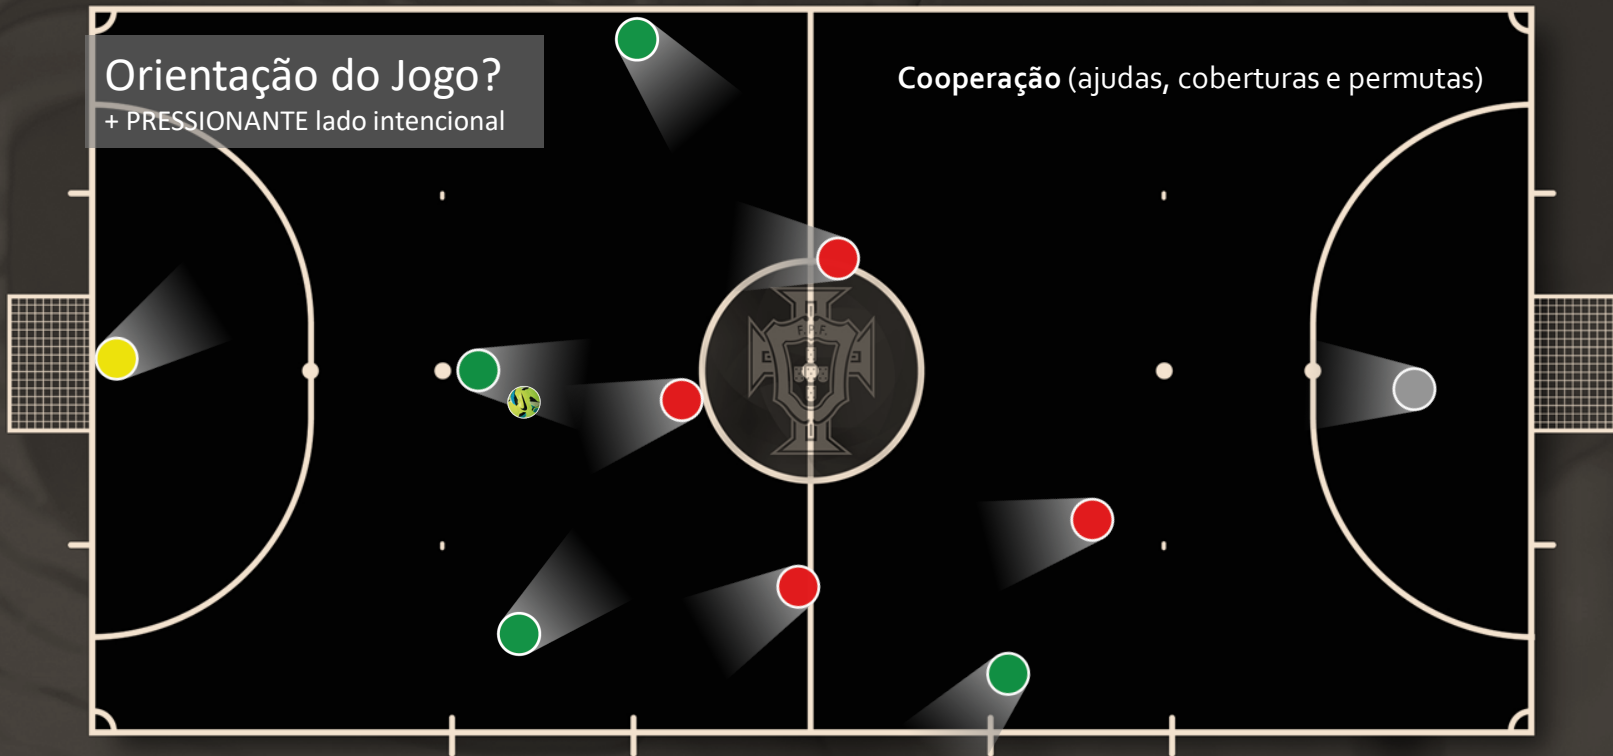 Orientação do Jogo?
+ PRESSIONANTE lado intencional
Cooperação (ajudas, coberturas e permutas)
F.P.F.